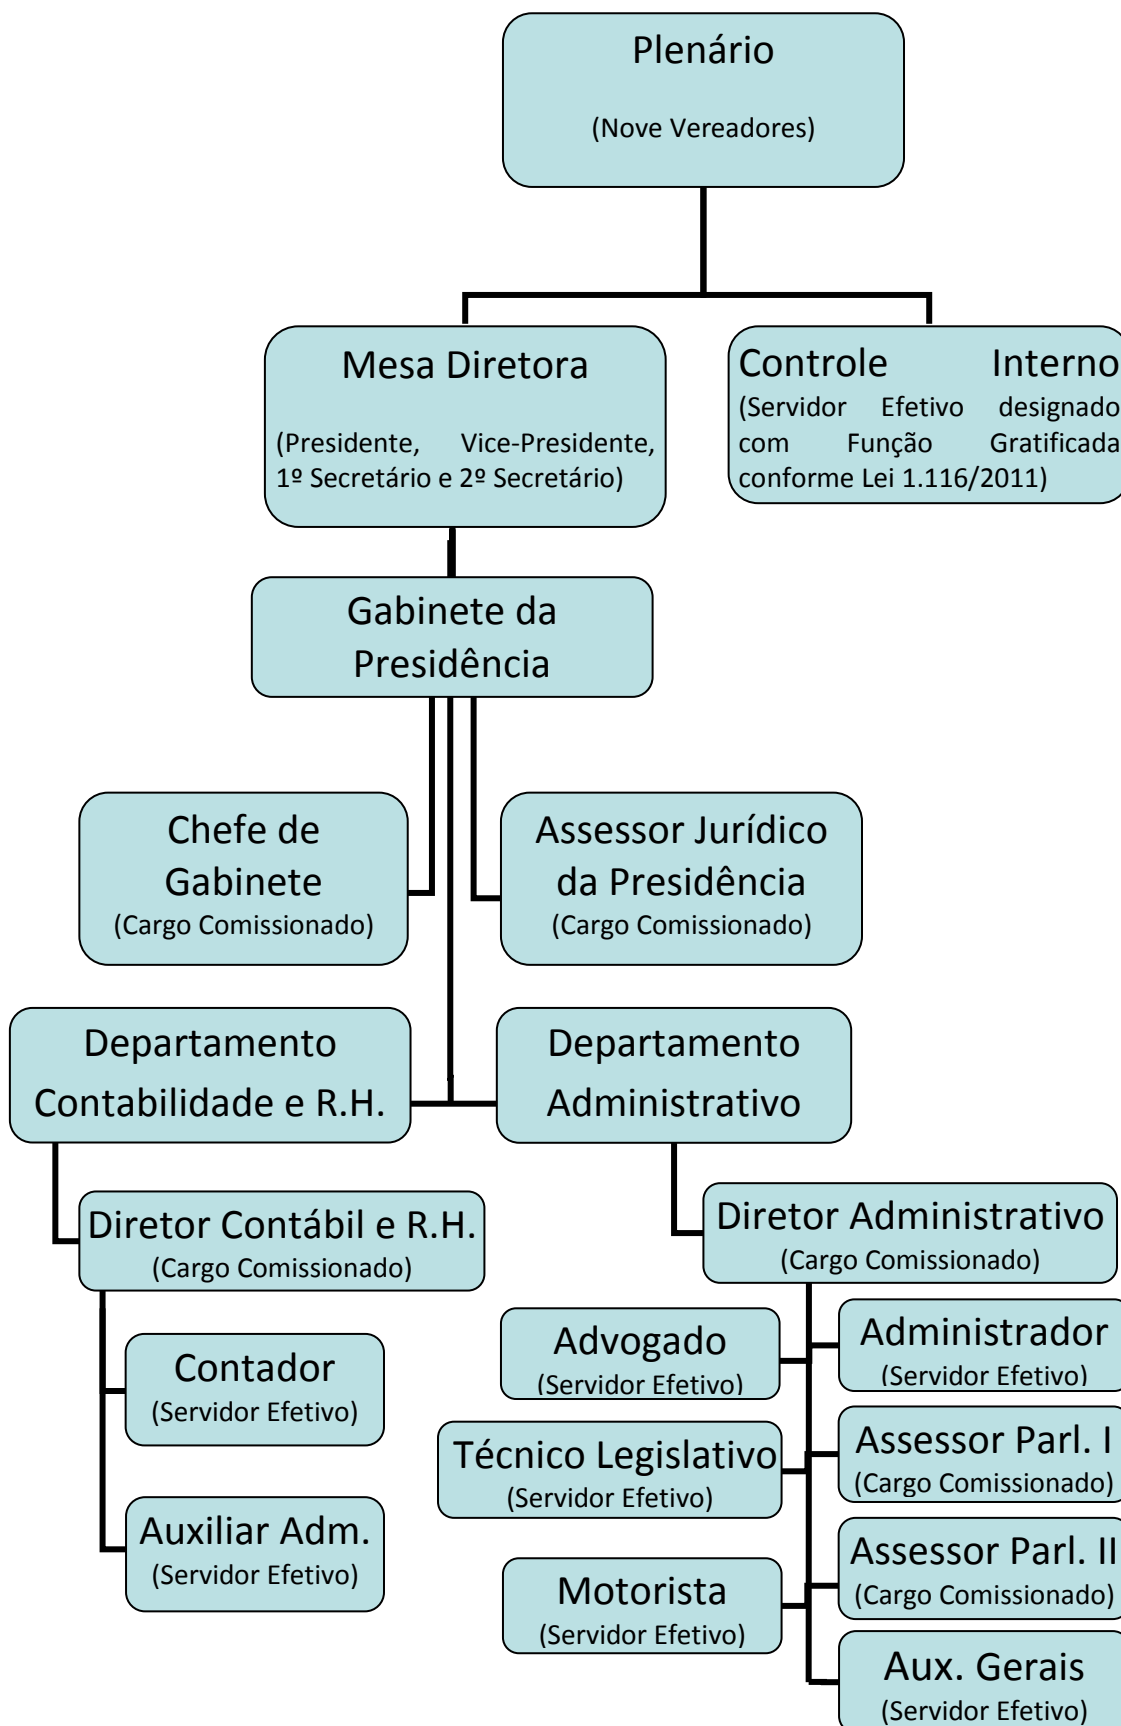 Plenário
(Nove Vereadores)
Mesa Diretora
(Presidente, Vice-Presidente,
1º Secretário e 2º Secretário)
Controle Interno
(Servidor Efetivo designado
com Função Gratificada
conforme Lei 1.116/2011)
Gabinete da
Presidência
Chefe de
Gabinete
(Cargo Comissionado)
Assessor Jurídico
da Presidência
(Cargo Comissionado)
Departamento
Contabilidade e R.H.
Departamento
Administrativo
Diretor Contábil e R.H.
(Cargo Comissionado)
Contador
(Servidor Efetivo)
Auxiliar Adm.
(Servidor Efetivo)
Diretor Administrativo
(Cargo Comissionado)
Advogado
(Servidor Efetivo)
Administrador
(Servidor Efetivo)
Técnico Legislativo
(Servidor Efetivo)
Assessor Parl. I
(Cargo Comissionado)
Assessor Parl. II
(Cargo Comissionado)
Motorista
(Servidor Efetivo)
Aux. Gerais
(Servidor Efetivo)